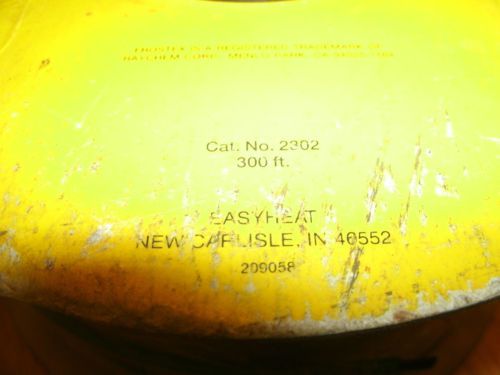 FROSTEX IS A REGISTERED TRADEMARK OF
RAYCHEM CORP. MENLO PARK, CA
Cat. No. 2302
300 ft.
EASYHEAT
NEW CARLISLE, IN 46552
209058